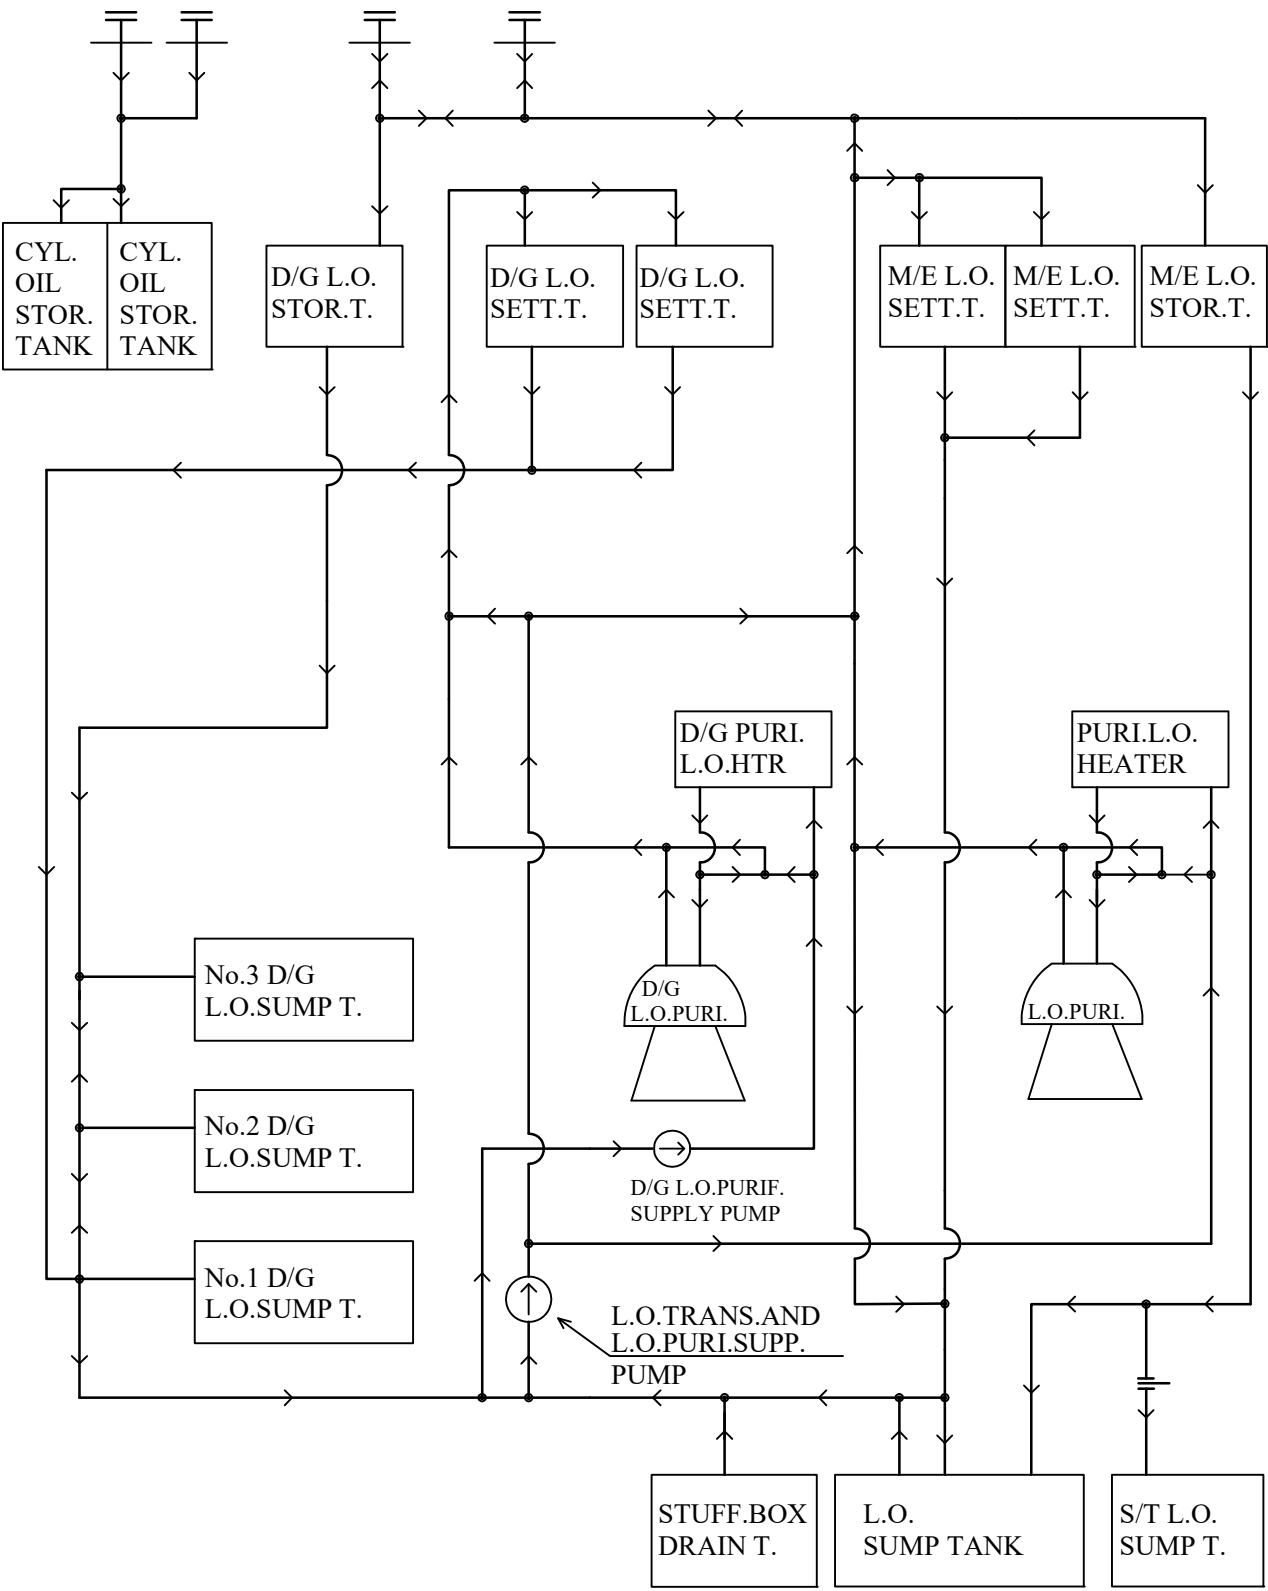 CYL.
OIL
STOR.
TANK
CYL.
OIL
STOR.
TANK
D/G L.O.
STOR.T.
D/G L.O.
SETT.T.
D/G L.O.
SETT.T.
M/E L.O.
SETT.T.
M/E L.O.
SETT.T.
M/E L.O.
STOR.T.
D/G PURI.
L.O.HTR
PURI.L.O.
HEATER
No.3 D/G
L.O.SUMP T.
D/G
L.O.PURI.
L.O.PURI.
No.2 D/G
L.O.SUMP T.
D/G L.O.PURIF.
SUPPLY PUMP
No.1 D/G
L.O.SUMP T.
L.O.TRANS.AND
L.O.PURI.SUPP.
PUMP
STUFF.BOX
DRAIN T.
L.O.
SUMP TANK
S/T L.O.
SUMP T.